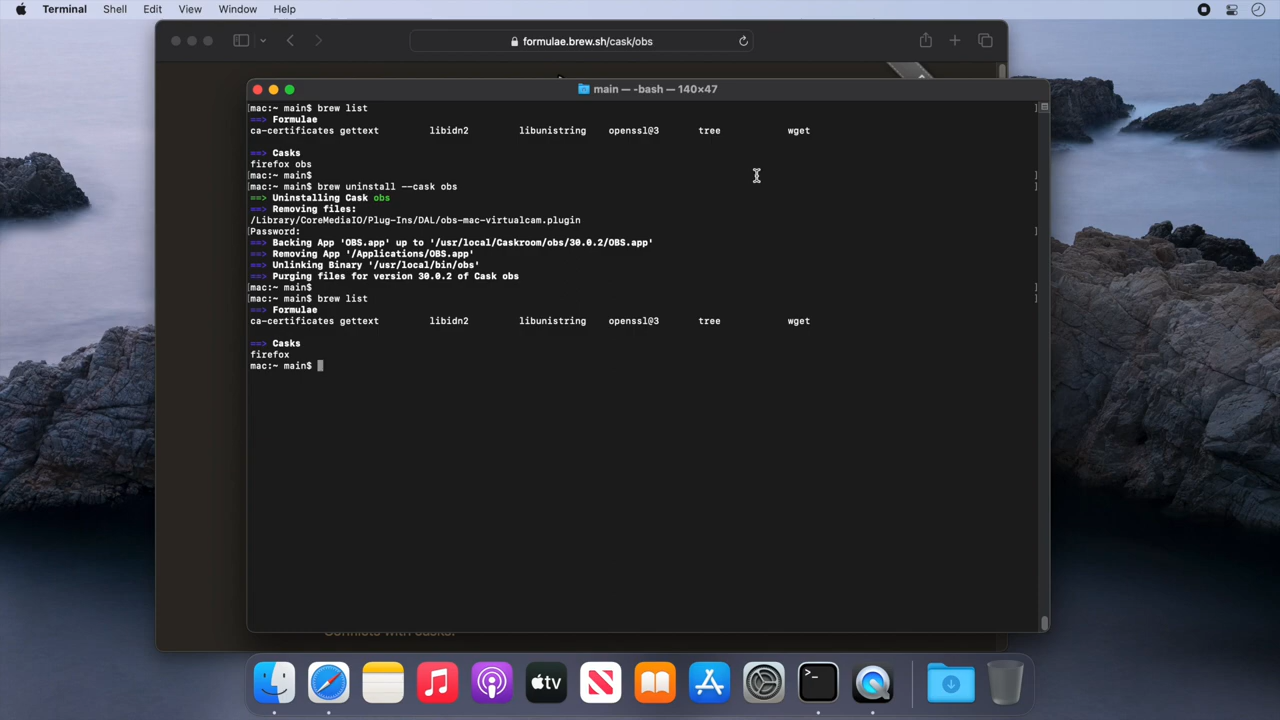 Terminal Shell Edit View Window Help
formulae.brew.sh/cask/obs
main — -bash — 140×47
[mac:~ main$ brew list ]
==> Formulae
ca-certificates gettext libidn2 libunistring openssl@3 tree wget
==> Casks
firefox obs
[mac:~ main$ ]
[mac:~ main$ brew uninstall --cask obs ]
==> Uninstalling Cask obs
==> Removing files:
/Library/CoreMediaIO/Plug-Ins/DAL/obs-mac-virtualcam.plugin
[Password: ]
==> Backing App 'OBS.app' up to '/usr/local/Caskroom/obs/30.0.2/OBS.app'
==> Removing App '/Applications/OBS.app'
==> Unlinking Binary '/usr/local/bin/obs'
==> Purging files for version 30.0.2 of Cask obs
[mac:~ main$ ]
[mac:~ main$ brew list ]
==> Formulae
ca-certificates gettext libidn2 libunistring openssl@3 tree wget
==> Casks
firefox
mac:~ main$
Conflicts with casks:
tv
>_